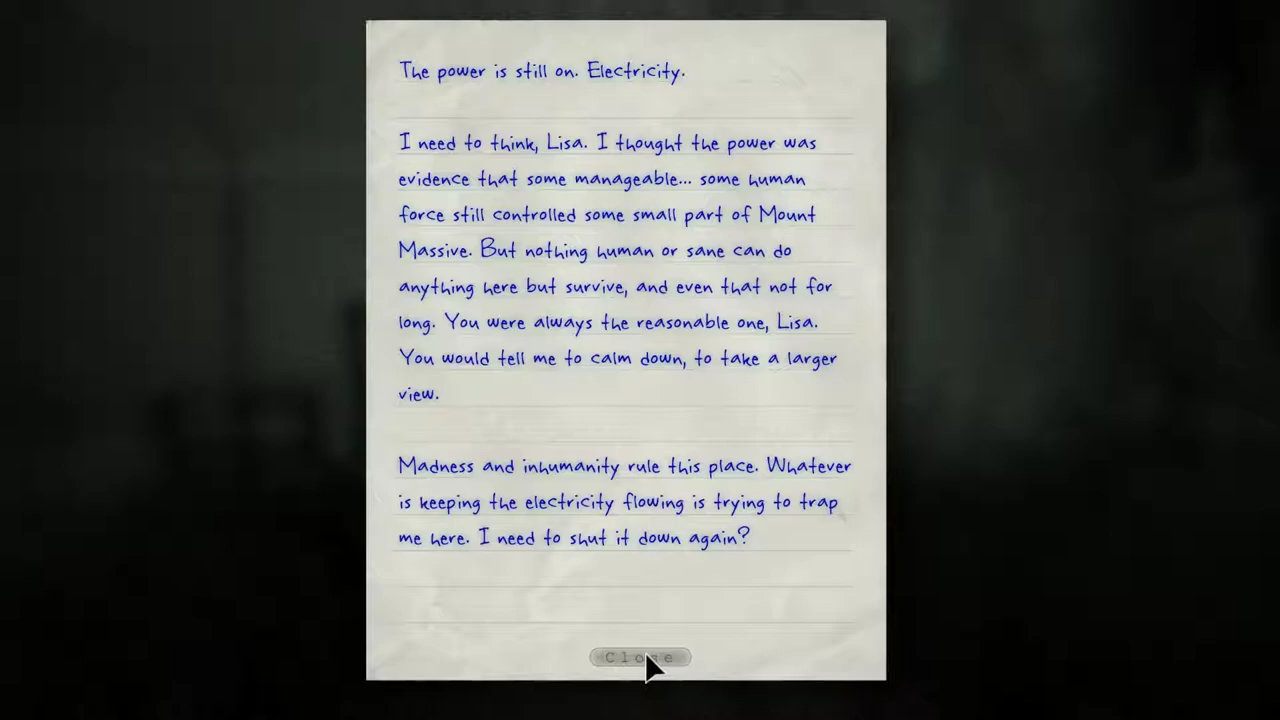 The power is still on. Electricity.
I need to think, Lisa. I thought the power was
evidence that some manageable... some human
force still controlled some small part of Mount
Massive. But nothing human or sane can do
anything here but survive, and even that not for
long. You were always the reasonable one, Lisa.
You would tell me to calm down, to take a larger
view.
Madness and inhumanity rule this place. Whatever
is keeping the electricity flowing is trying to trap
me here. I need to shut it down again?
Close